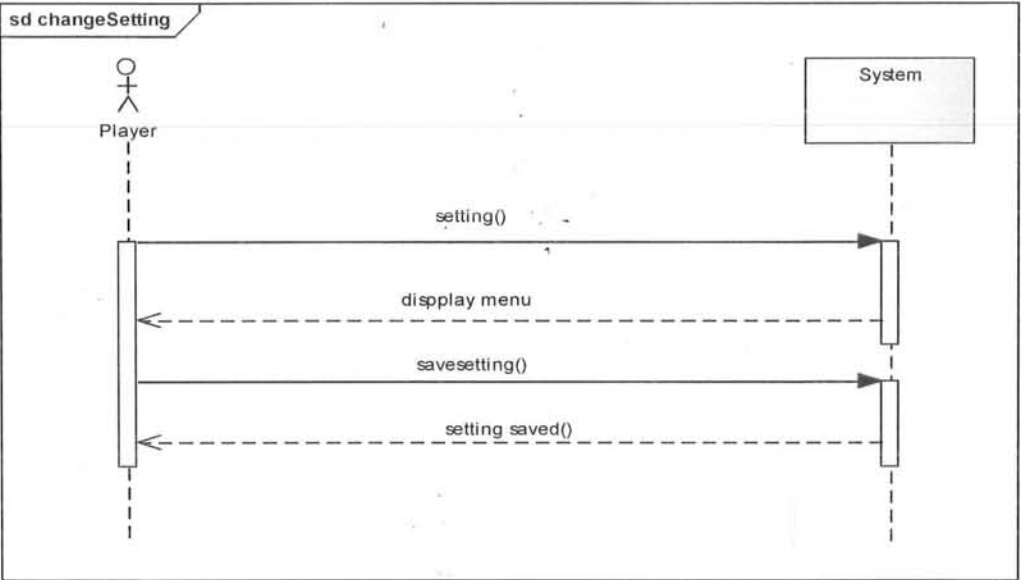 sd changeSetting
System
Player
setting()
dispplay menu
savesetting()
setting saved()